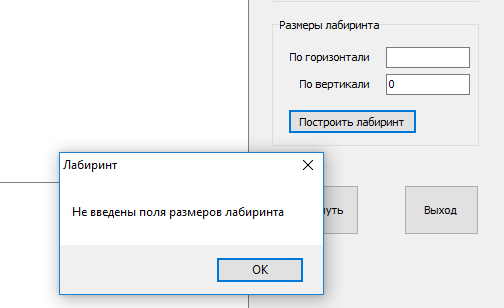 Размеры лабиринта
По горизонтали
По вертикали 0
Построить лабиринт
Лабиринт
Не введены поля размеров лабиринта
OK
Выход